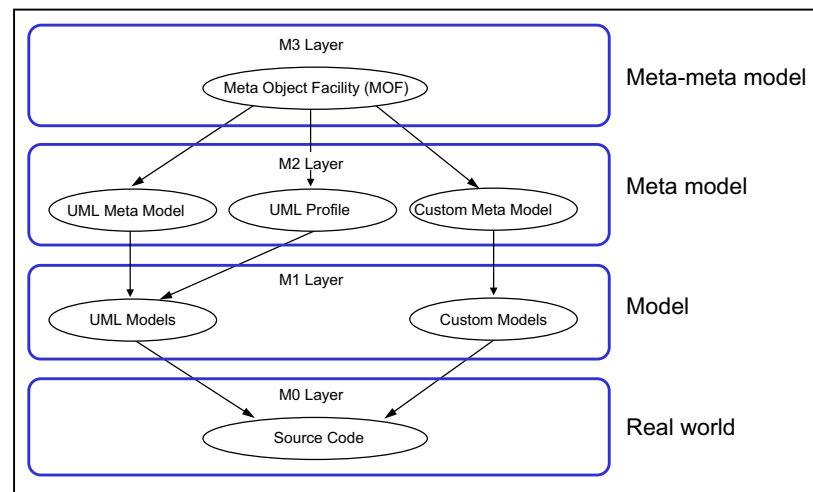 M3 Layer
Meta Object Facility (MOF)
Meta-meta model
M2 Layer
UML Meta Model
UML Profile
Custom Meta Model
Meta model
M1 Layer
UML Models
Custom Models
Model
M0 Layer
Source Code
Real world